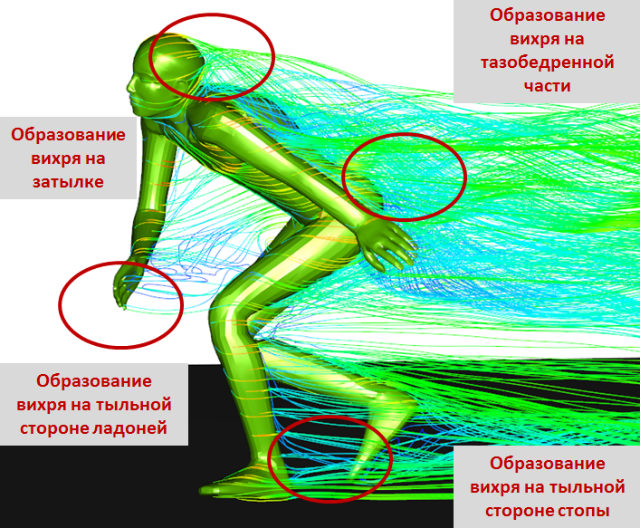 Образование
вихря на
тазобедренной
части
Образование
вихря на
затылке
Образование
вихря на тыльной
стороне ладоней
Образование
вихря на тыльной
стороне стопы